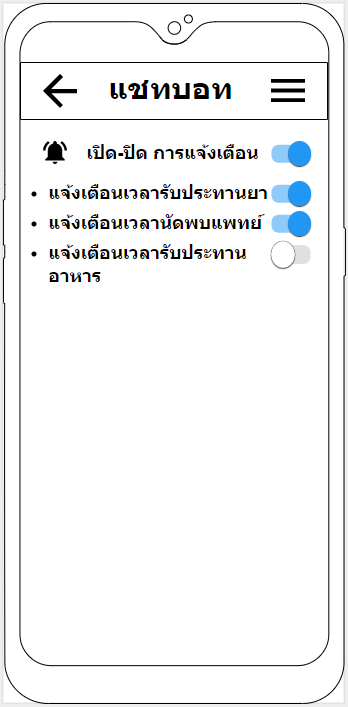 แชทบอท
เปิด-ปิด การแจ้งเตือน
• แจ้งเตือนเวลารับประทานยา
• แจ้งเตือนเวลานัดพบแพทย์
• แจ้งเตือนเวลารับประทาน
อาหาร